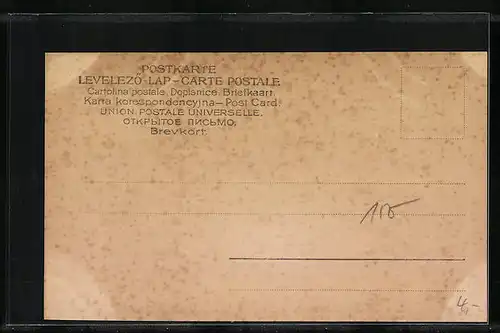 POSTKARTE
LEVELEZŐ-LAP – CARTE POSTALE.
Cartolina postale. Dopisnice. Briefkaart.
Karta korespondencyjna – Post Card.
UNION POSTALE UNIVERSELLE.
ОТКРЫТОЕ ПИСЬМО.
Brevkort.
4,-